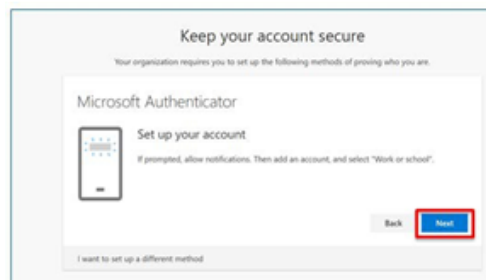 Keep your account secure
Your organization requires you to set up the following methods of proving who you are.
Microsoft Authenticator
Set up your account
If prompted, allow notifications. Then add an account, and select "Work or school".
Back Next
I want to set up a different method